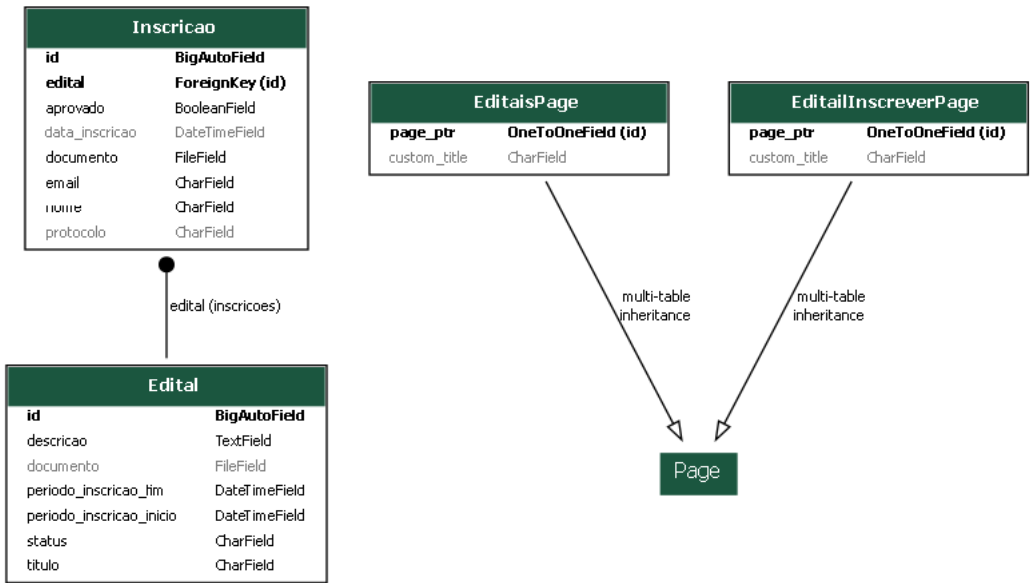 Inscricao
id BigAutoField
edital ForeignKey (id)
aprovado BooleanField
data_inscricao DateTimeField
documento FileField
email CharField
nome CharField
protocolo CharField
edital (inscricoes)
Edital
id BigAutoField
descricao TextField
documento FileField
periodo_inscricao_fim DateTimeField
periodo_inscricao_inicio DateTimeField
status CharField
titulo CharField
EditaisPage
page_ptr OneToOneField (id)
custom_title CharField
EditailInscreverPage
page_ptr OneToOneField (id)
custom_title CharField
multi-table
inheritance
multi-table
inheritance
Page